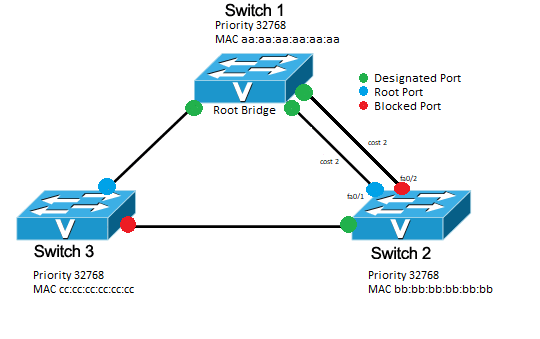 Switch 1
Priority 32768
MAC aa:aa:aa:aa:aa:aa
Root Bridge
Designated Port
Root Port
Blocked Port
cost 2
cost 2
fa0/1
fa0/2
Switch 3
Priority 32768
MAC cc:cc:cc:cc:cc:cc
Switch 2
Priority 32768
MAC bb:bb:bb:bb:bb:bb